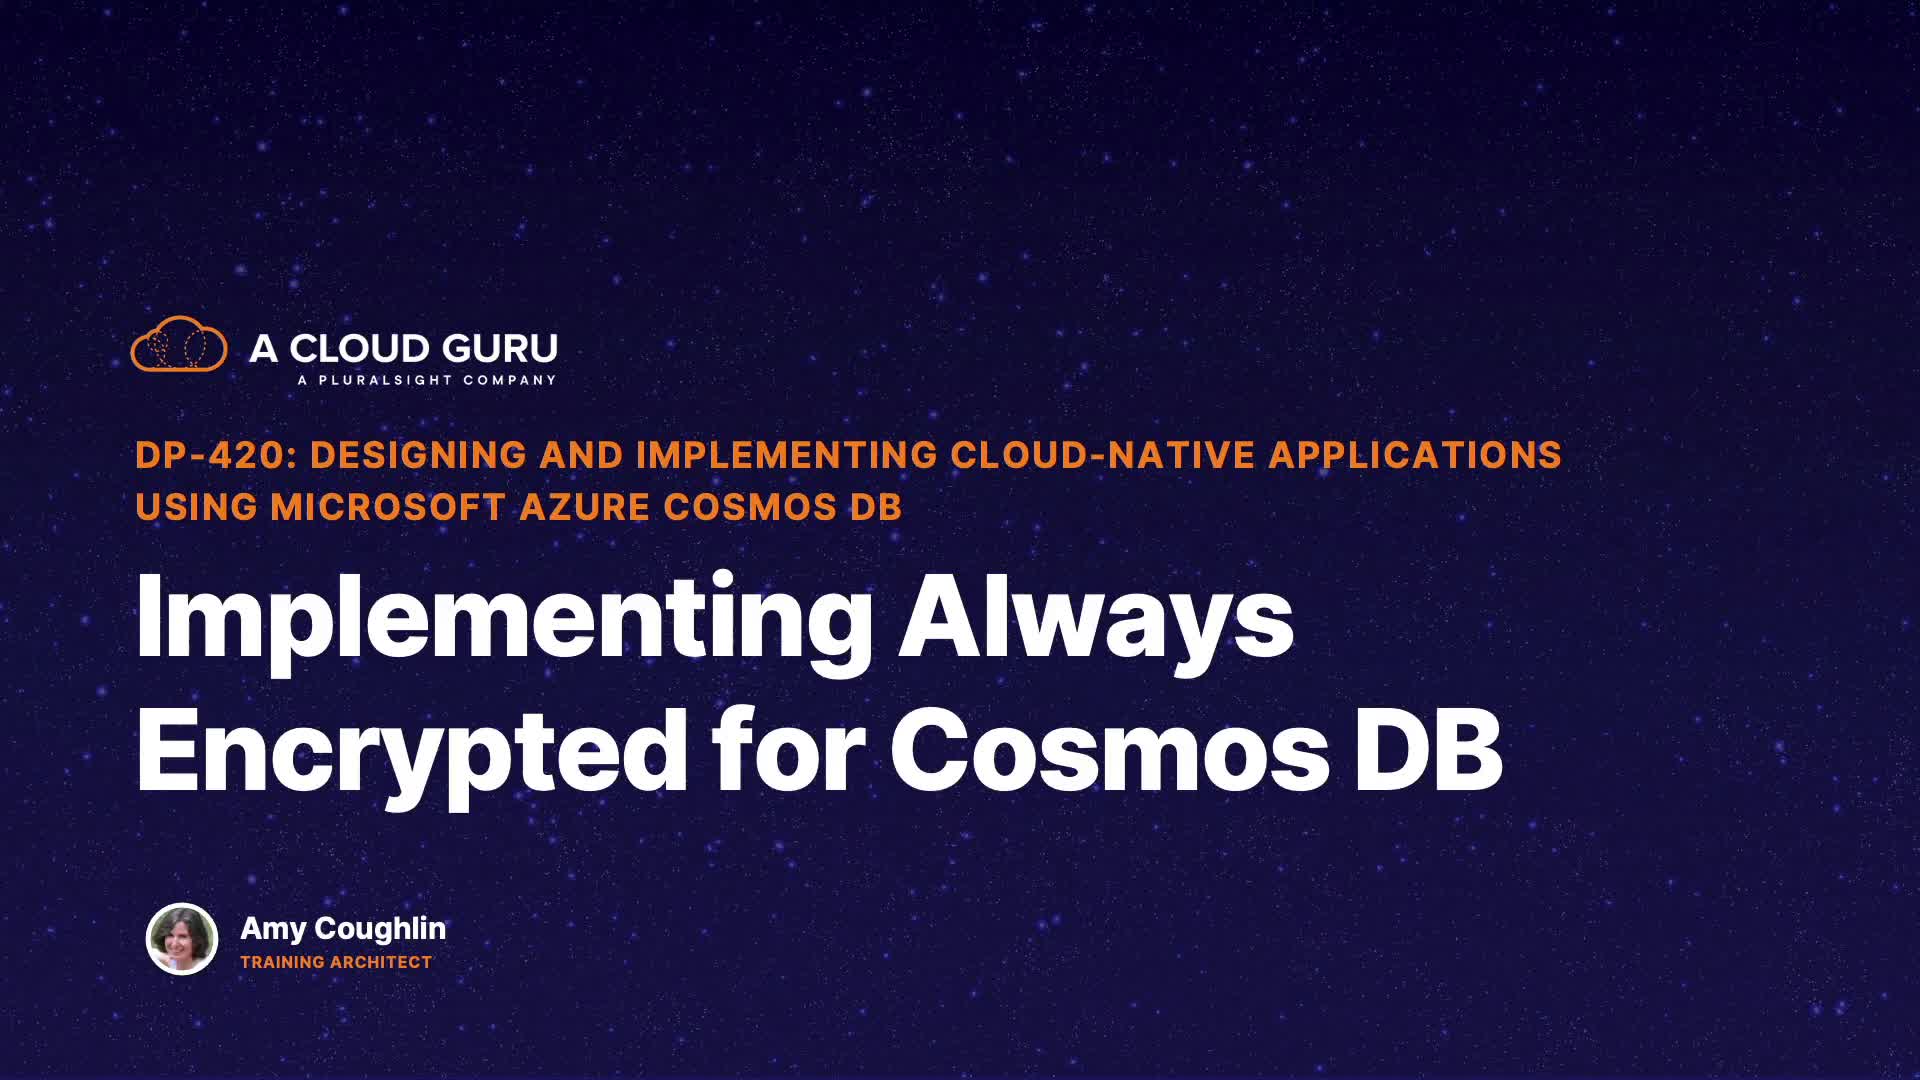 A CLOUD GURU
A PLURALSIGHT COMPANY
DP-420: DESIGNING AND IMPLEMENTING CLOUD-NATIVE APPLICATIONS
USING MICROSOFT AZURE COSMOS DB
Implementing Always
Encrypted for Cosmos DB
Amy Coughlin
TRAINING ARCHITECT